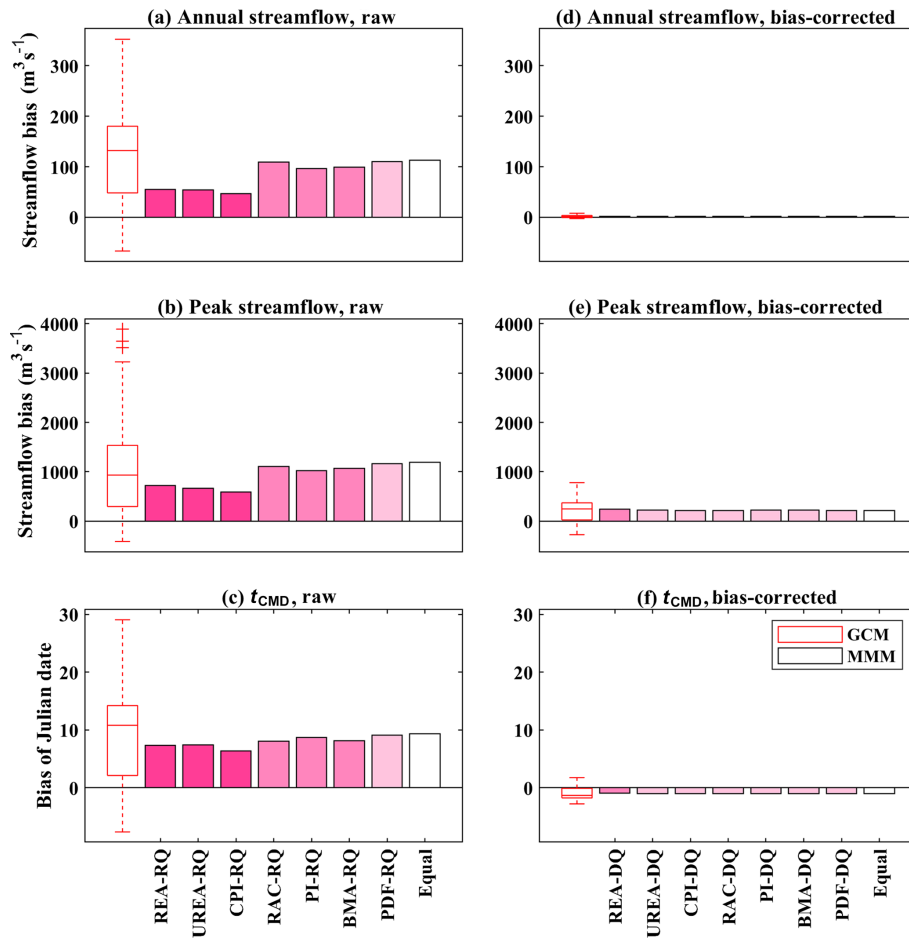 (a) Annual streamflow, raw
Streamflow bias (m³ s⁻¹)
300
200
100
0
(d) Annual streamflow, bias-corrected
300
200
100
0
(b) Peak streamflow, raw
Streamflow bias (m³ s⁻¹)
4000
3000
2000
1000
0
(e) Peak streamflow, bias-corrected
4000
3000
2000
1000
0
(c) tCMD, raw
Bias of Julian date
30
20
10
0
REA-RQ
UREA-RQ
CPI-RQ
RAC-RQ
PI-RQ
BMA-RQ
PDF-RQ
Equal
(f) tCMD, bias-corrected
GCM
MMM
30
20
10
0
REA-DQ
UREA-DQ
CPI-DQ
RAC-DQ
PI-DQ
BMA-DQ
PDF-DQ
Equal